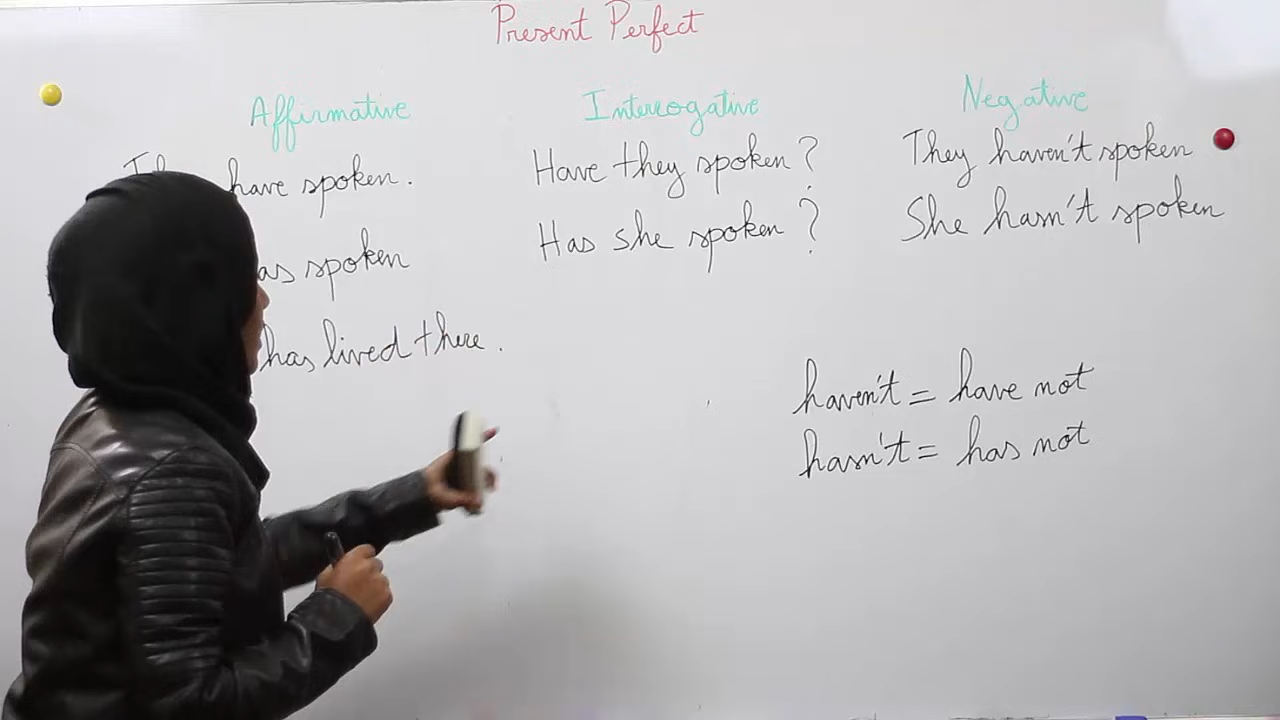 Present Perfect
Affirmative
have spoken.
spoken
has lived there.
Interrogative
Have they spoken?
Has she spoken?
Negative
They haven't spoken
She hasn't spoken
haven't = have not
hasn't = has not